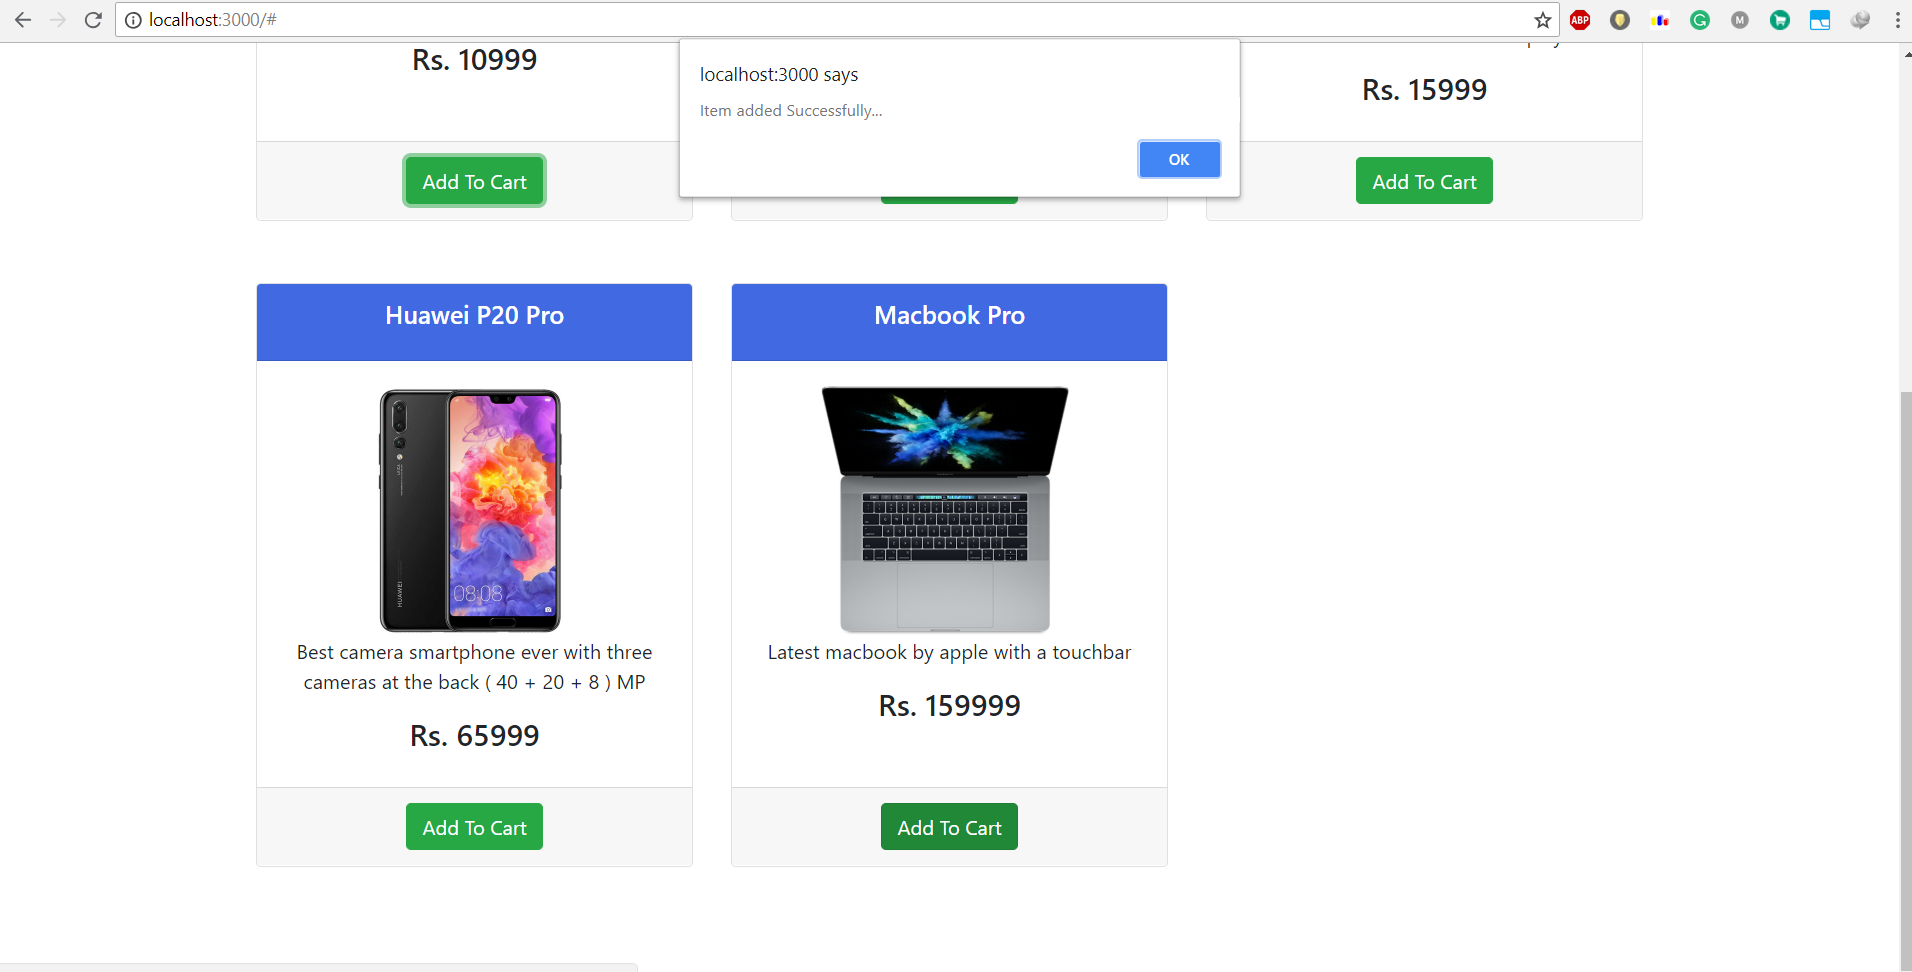 localhost:3000/#
ABP
G
M
localhost:3000 says
Item added Successfully...
OK
Rs. 10999
Rs. 15999
Add To Cart
Add To Cart
Huawei P20 Pro
Macbook Pro
HUAWEI
08:08
Best camera smartphone ever with three
cameras at the back ( 40 + 20 + 8 ) MP
Rs. 65999
Latest macbook by apple with a touchbar
Rs. 159999
Add To Cart
Add To Cart